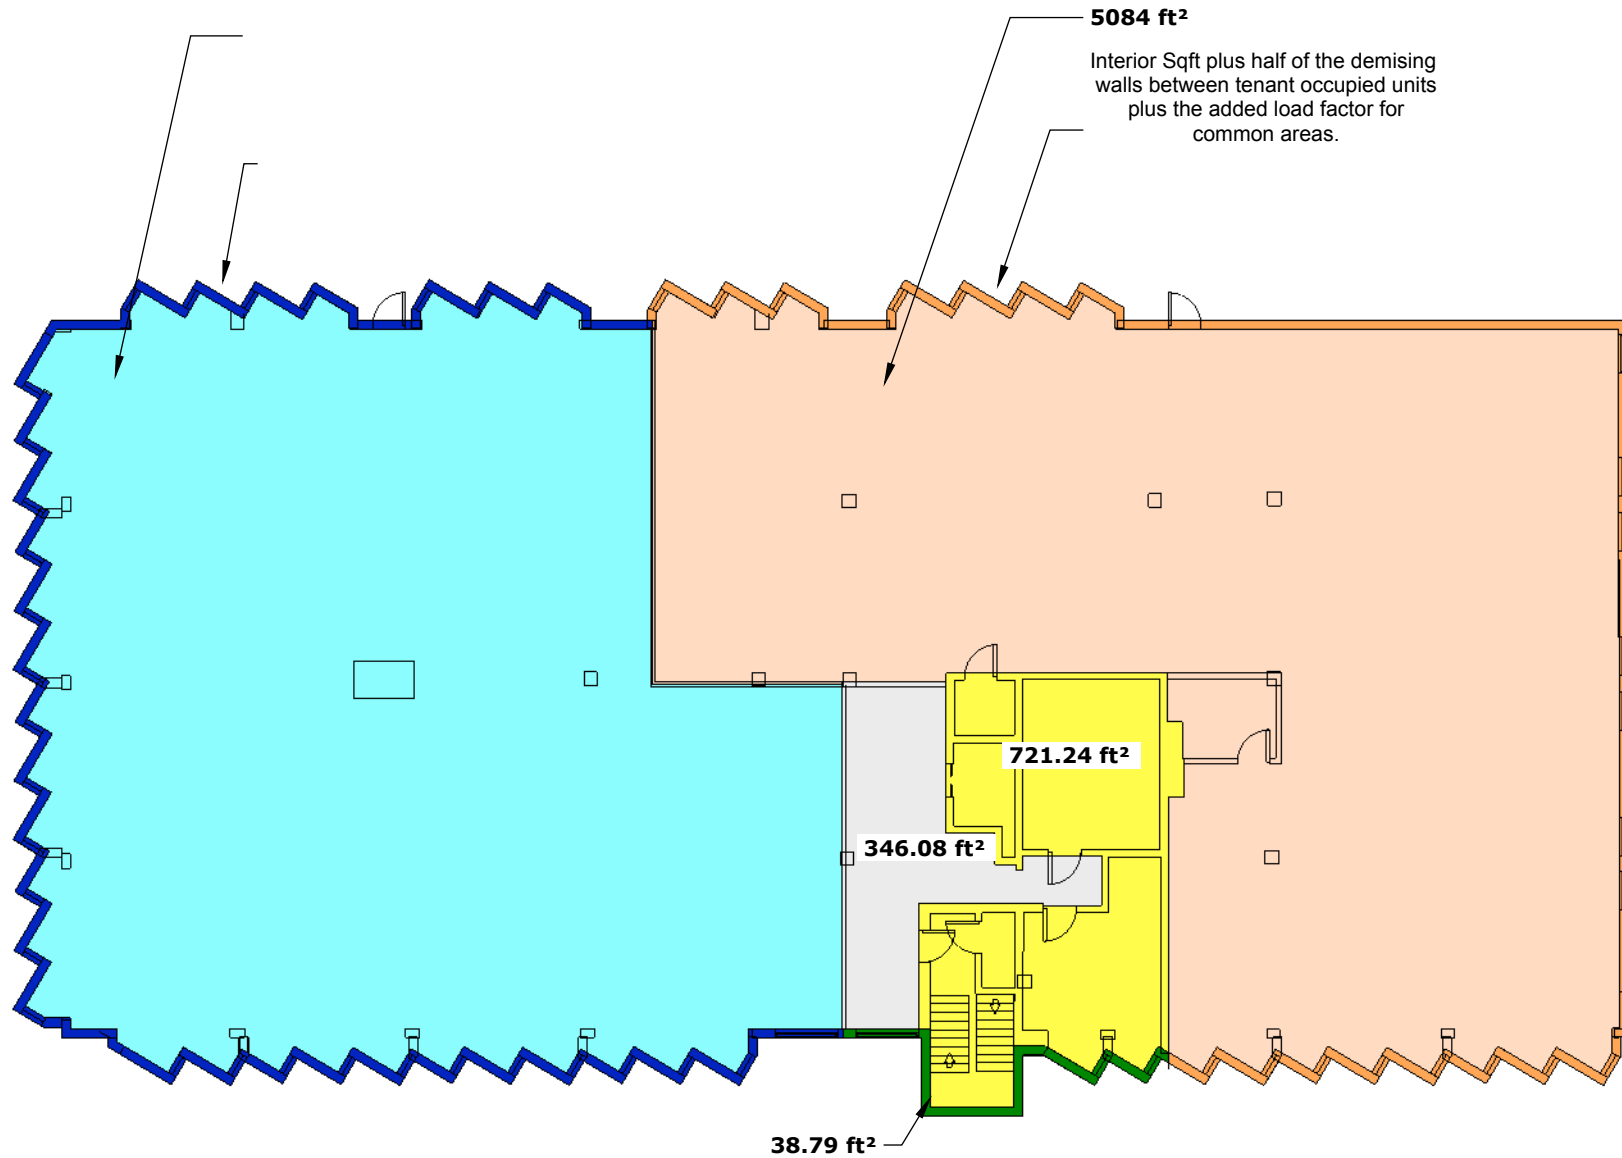 5084 ft²
Interior Sqft plus half of the demising
walls between tenant occupied units
plus the added load factor for
common areas.
721.24 ft²
346.08 ft²
38.79 ft²